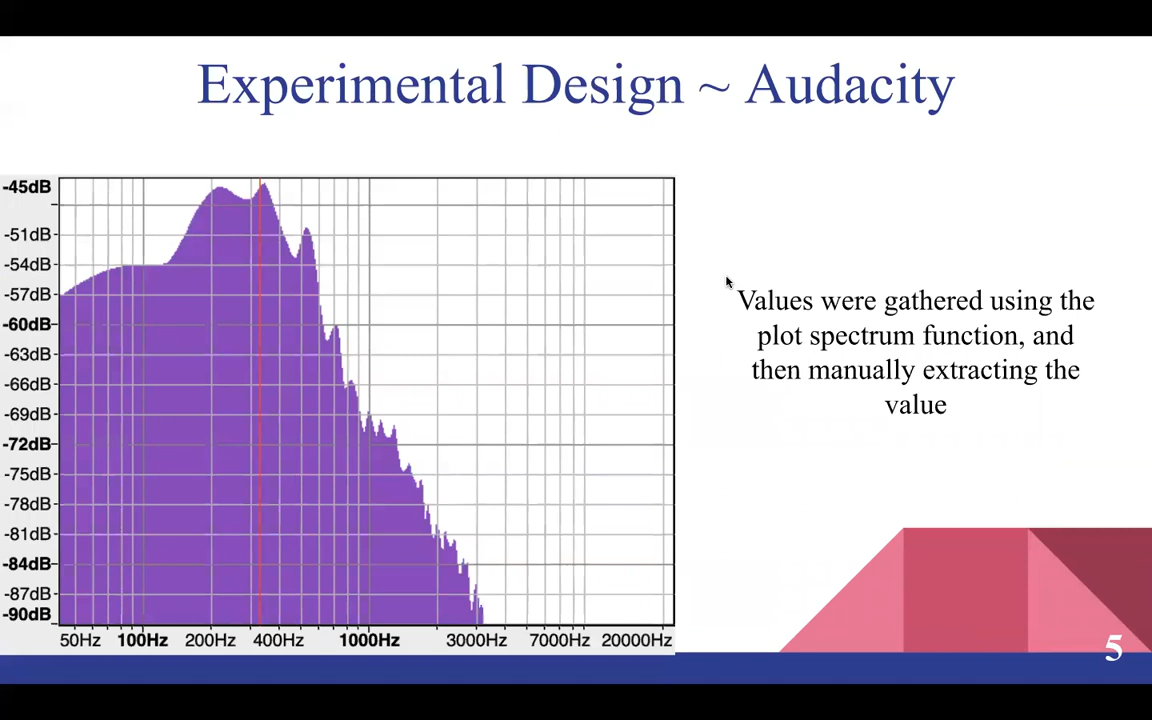 Experimental Design ~ Audacity
-45dB
-51dB
-54dB
-57dB
-60dB
-63dB
-66dB
-69dB
-72dB
-75dB
-78dB
-81dB
-84dB
-87dB
-90dB
50Hz 100Hz 200Hz 400Hz 1000Hz 3000Hz 7000Hz 20000Hz
Values were gathered using the
plot spectrum function, and
then manually extracting the
value
5